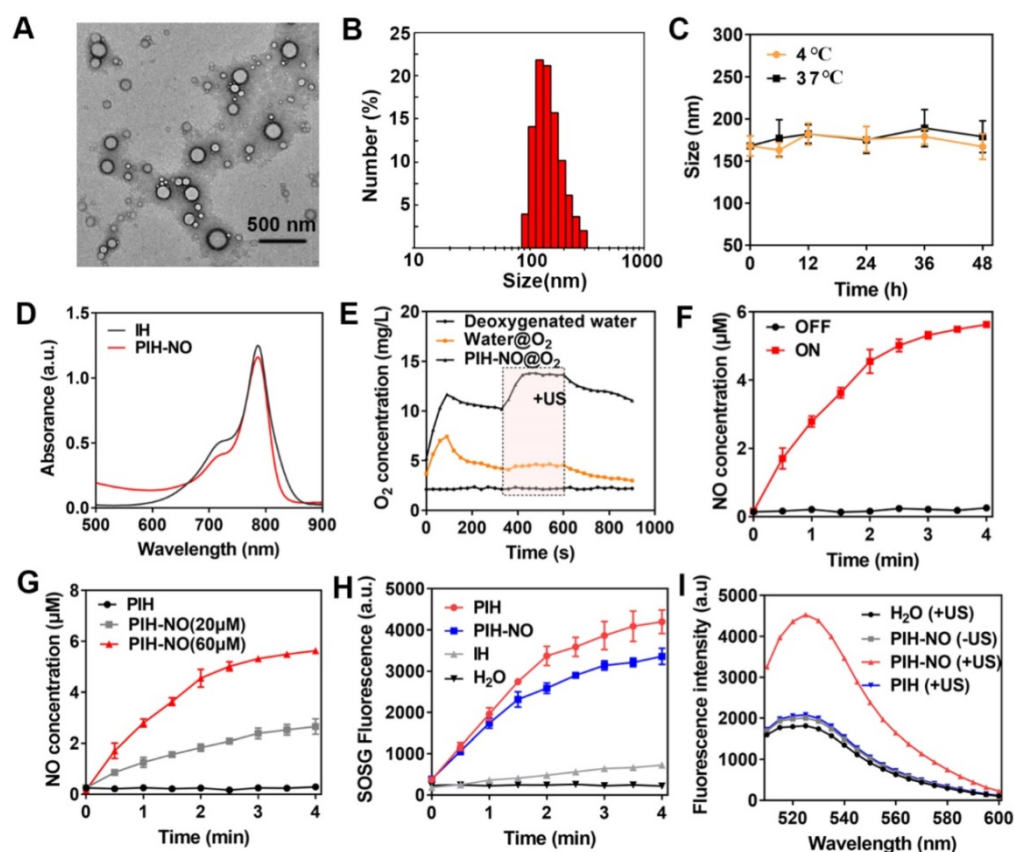 A
500 nm
B
25
20
15
10
5
Number (%)
10
100
1000
Size(nm)
C
300
250
200
150
100
50
Size (nm)
4℃
37℃
0
12
24
36
48
Time (h)
D
1.5
1.0
0.5
0.0
Absorance (a.u.)
IH
PIH-NO
500
600
700
800
900
Wavelength (nm)
E
20
15
10
5
0
O₂ concentration (mg/L)
Deoxygenated water
Water@O₂
PIH-NO@O₂
+US
0
200
400
600
800
1000
Time (s)
F
6
4
2
0
NO concentration (μM)
OFF
ON
0
1
2
3
4
Time (min)
G
8
6
4
2
0
NO concentration (μM)
PIH
PIH-NO(20μM)
PIH-NO(60μM)
0
1
2
3
4
Time (min)
H
5000
4000
3000
2000
1000
0
SOSG Fluorescence (a.u.)
PIH
PIH-NO
IH
H₂O
0
1
2
3
4
Time (min)
I
5000
4000
3000
2000
1000
0
Fluorescence intensity (a.u)
H₂O (+US)
PIH-NO (-US)
PIH-NO (+US)
PIH (+US)
520
540
560
580
600
Wavelength (nm)